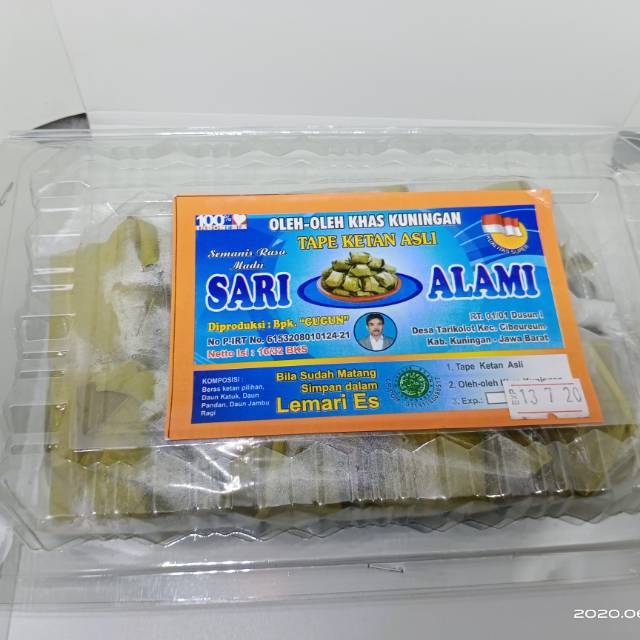 100%
OLEH-OLEH KHAS KUNINGAN
TAPE KETAN ASLI
Semanis Rasa
Madu
SARI ALAMI
Diproduksi : Bpk. "GUGUN"
No P-IRT No. 6153208010124-21
Netto Isi : 16/32 BKS
RT. 01/01 Dusun I
Desa Tarikolot Kec. Cibeureum
Kab. Kuningan - Jawa Barat
KOMPOSISI :
Beras ketan pilihan,
Daun Katuk, Daun
Pandan, Daun Jambu
Ragi
Bila Sudah Matang
Simpan dalam
Lemari Es
1. Tape Ketan Asli
2. Oleh-oleh
3. Exp.:
EXP 13 7 20
2020.06